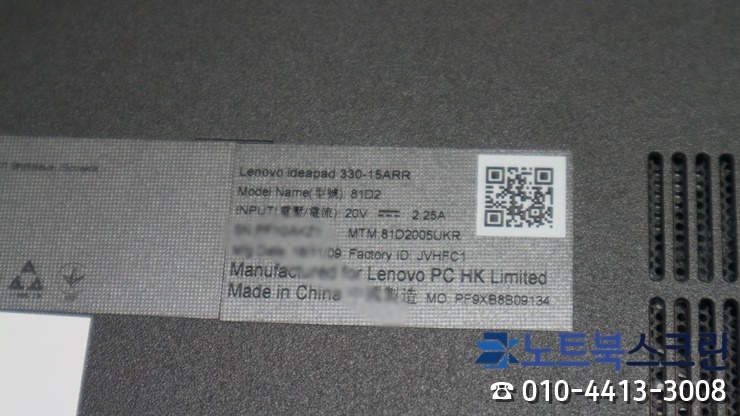 Lenovo ideapad 330-15ARR
Model Name(型號) 81D2
INPUT(電壓/電流) 20V ⎓ 2.25A
MTM 81D2005UKR
Factory ID: JVHFC1
Manufactured for Lenovo PC HK Limited
Made in China 中國製造 MO PF9XB8B09134
노트북스크린
☎ 010-4413-3008